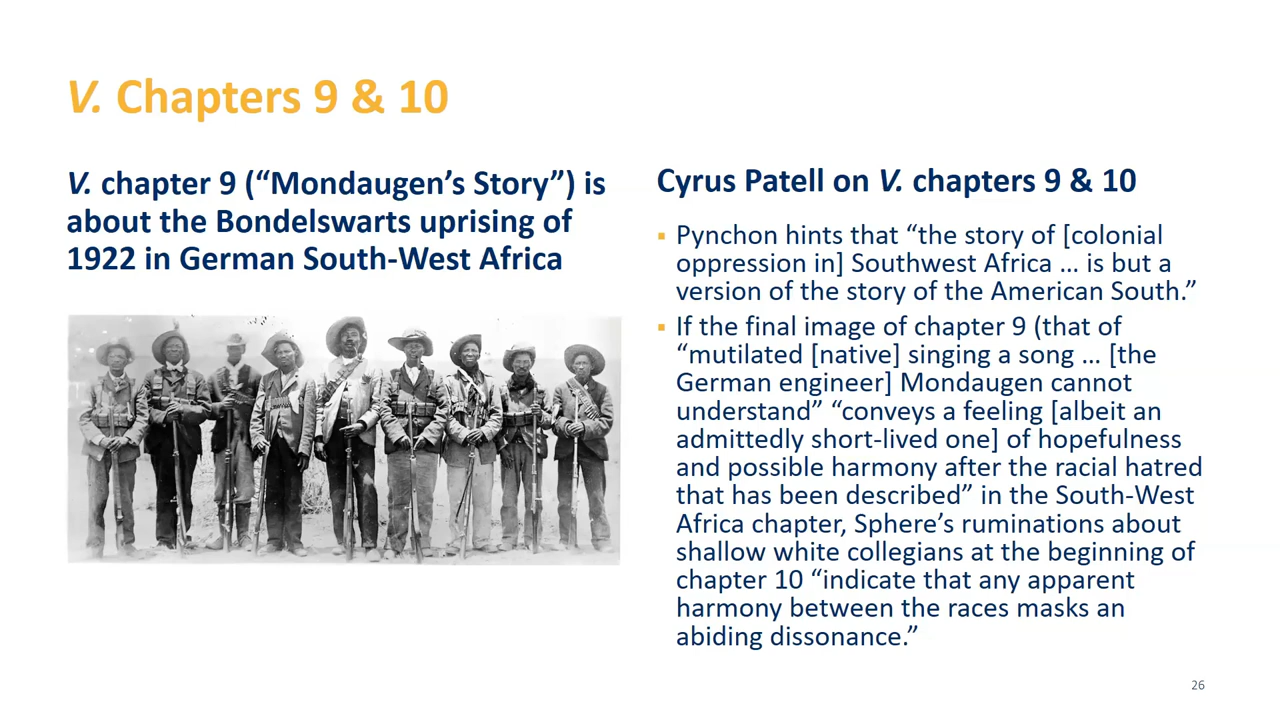 V. Chapters 9 & 10
V. chapter 9 (“Mondaugen’s Story”) is
about the Bondelswarts uprising of
1922 in German South-West Africa
Cyrus Patell on V. chapters 9 & 10
▪ Pynchon hints that “the story of [colonial
oppression in] Southwest Africa … is but a
version of the story of the American South.”
▪ If the final image of chapter 9 (that of
“mutilated [native] singing a song … [the
German engineer] Mondaugen cannot
understand” “conveys a feeling [albeit an
admittedly short-lived one] of hopefulness
and possible harmony after the racial hatred
that has been described” in the South-West
Africa chapter, Sphere’s ruminations about
shallow white collegians at the beginning of
chapter 10 “indicate that any apparent
harmony between the races masks an
abiding dissonance.”
26